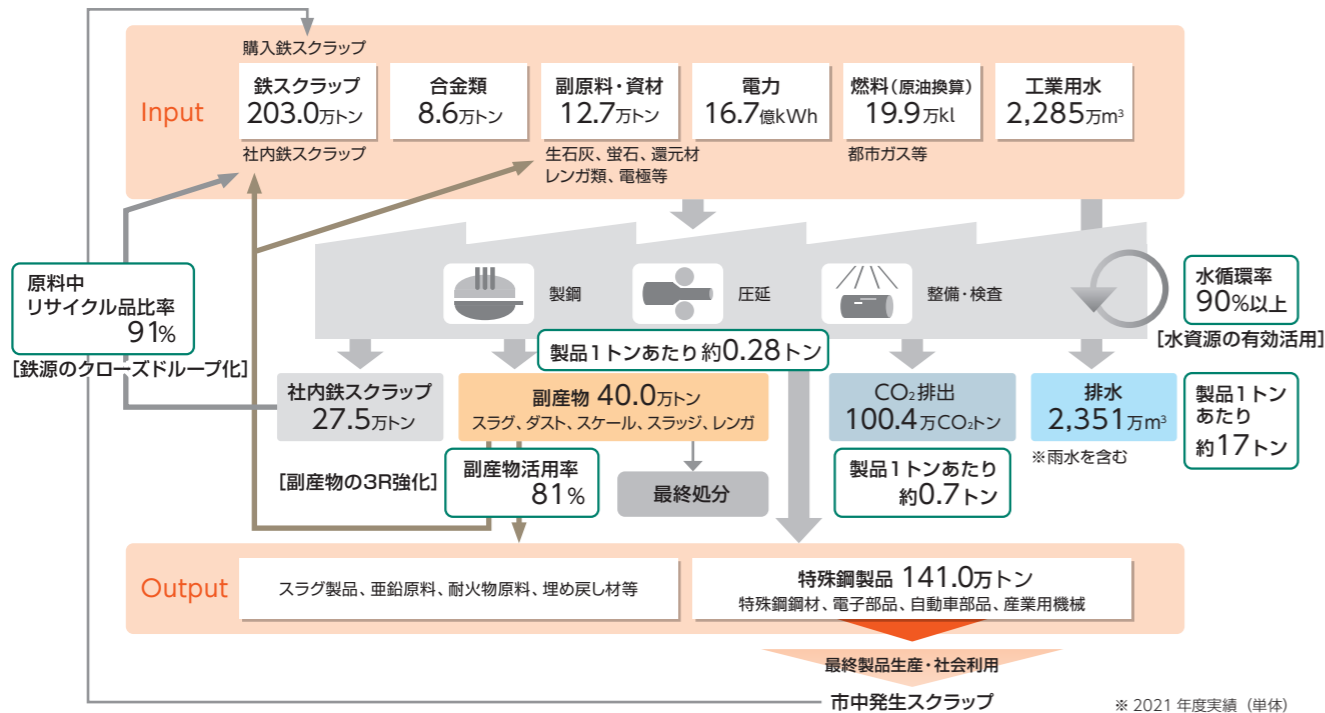 購入鉄スクラップ
Input
鉄スクラップ
203.0万トン
合金類
8.6万トン
副原料・資材
12.7万トン
電力
16.7億kWh
燃料(原油換算)
19.9万kl
工業用水
2,285万m³
社内鉄スクラップ
生石灰、蛍石、還元材
レンガ類、電極等
都市ガス等
原料中
リサイクル品比率
91%
[鉄源のクローズドループ化]
製鋼
圧延
整備・検査
水循環率
90%以上
[水資源の有効活用]
製品1トンあたり 約0.28トン
社内鉄スクラップ
27.5万トン
副産物 40.0万トン
スラグ、ダスト、スケール、スラッジ、レンガ
CO₂排出
100.4万CO₂トン
排水
2,351万m³
※雨水を含む
製品1トン
あたり
約17トン
[副産物の3R強化]
副産物活用率
81%
最終処分
製品1トンあたり
約0.7トン
Output
スラグ製品、亜鉛原料、耐火物原料、埋め戻し材等
特殊鋼製品 141.0万トン
特殊鋼鋼材、電子部品、自動車部品、産業用機械
最終製品生産・社会利用
市中発生スクラップ
※ 2021 年度実績（単体）